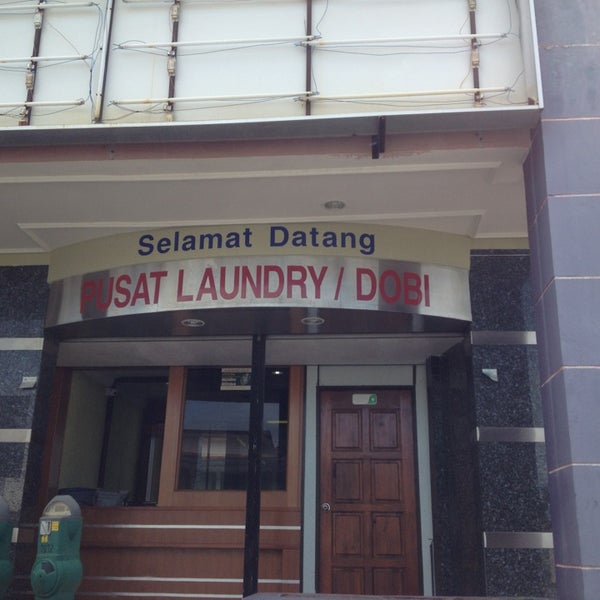 Selamat Datang
PUSAT LAUNDRY / DOBI